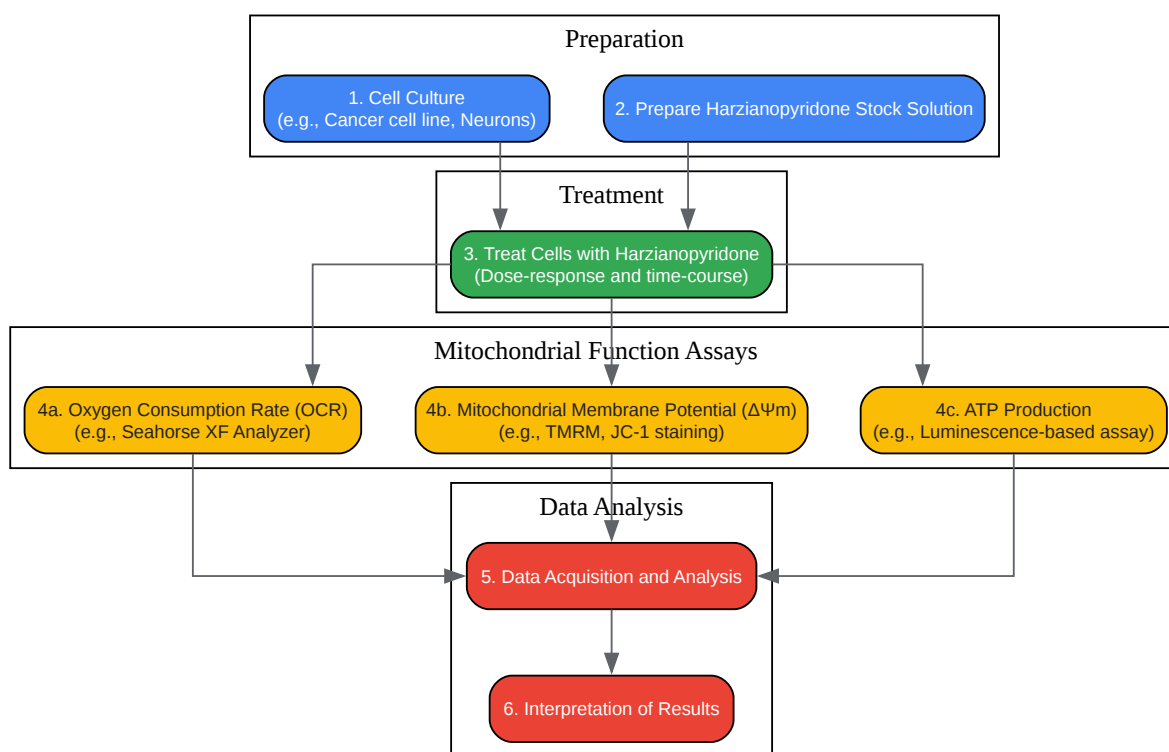 Preparation
1. Cell Culture
(e.g., Cancer cell line, Neurons)
2. Prepare Harzianopyridone Stock Solution
Treatment
3. Treat Cells with Harzianopyridone
(Dose-response and time-course)
Mitochondrial Function Assays
4a. Oxygen Consumption Rate (OCR)
(e.g., Seahorse XF Analyzer)
4b. Mitochondrial Membrane Potential (ΔΨm)
(e.g., TMRM, JC-1 staining)
4c. ATP Production
(e.g., Luminescence-based assay)
Data Analysis
5. Data Acquisition and Analysis
6. Interpretation of Results